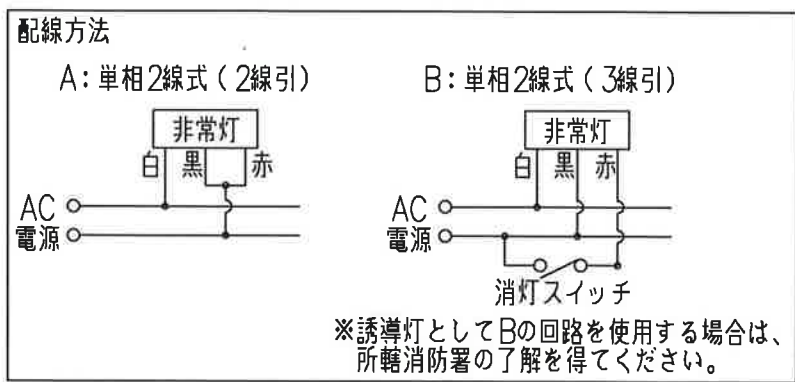 配線方法
A:単相2線式(2線引)
非常灯
白 黒 赤
AC
電源
B:単相2線式(3線引)
非常灯
白 黒 赤
AC
電源
消灯スイッチ
※誘導灯としてBの回路を使用する場合は、
所轄消防署の了解を得てください。